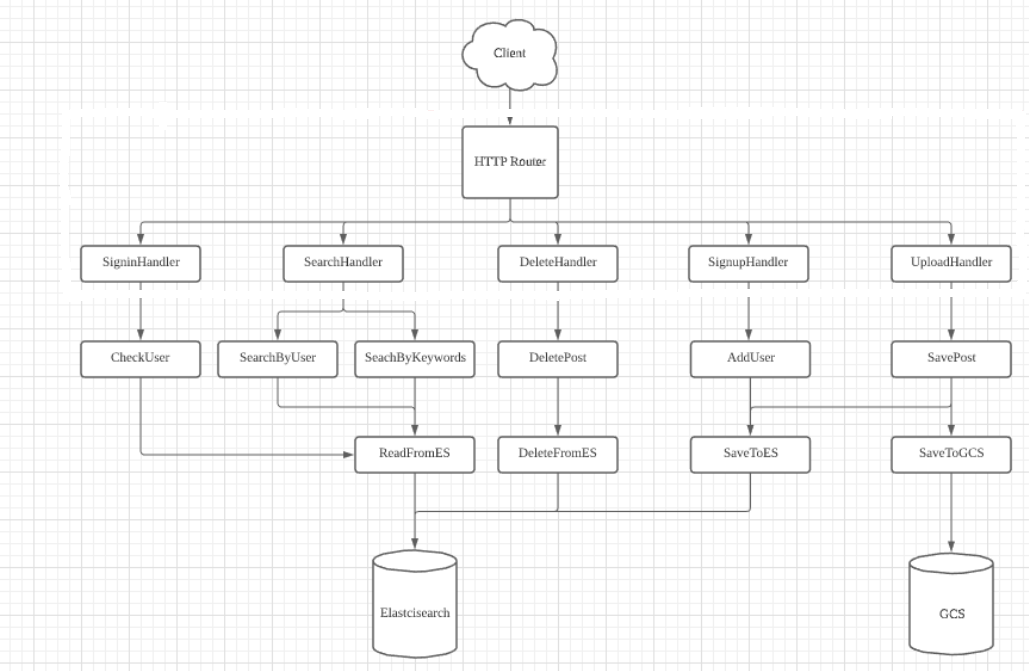 Client
HTTP Router
SigninHandler
SearchHandler
DeleteHandler
SignupHandler
UploadHandler
CheckUser
SearchByUser
SeachByKeywords
DeletePost
AddUser
SavePost
ReadFromES
DeleteFromES
SaveToES
SaveToGCS
Elastcisearch
GCS